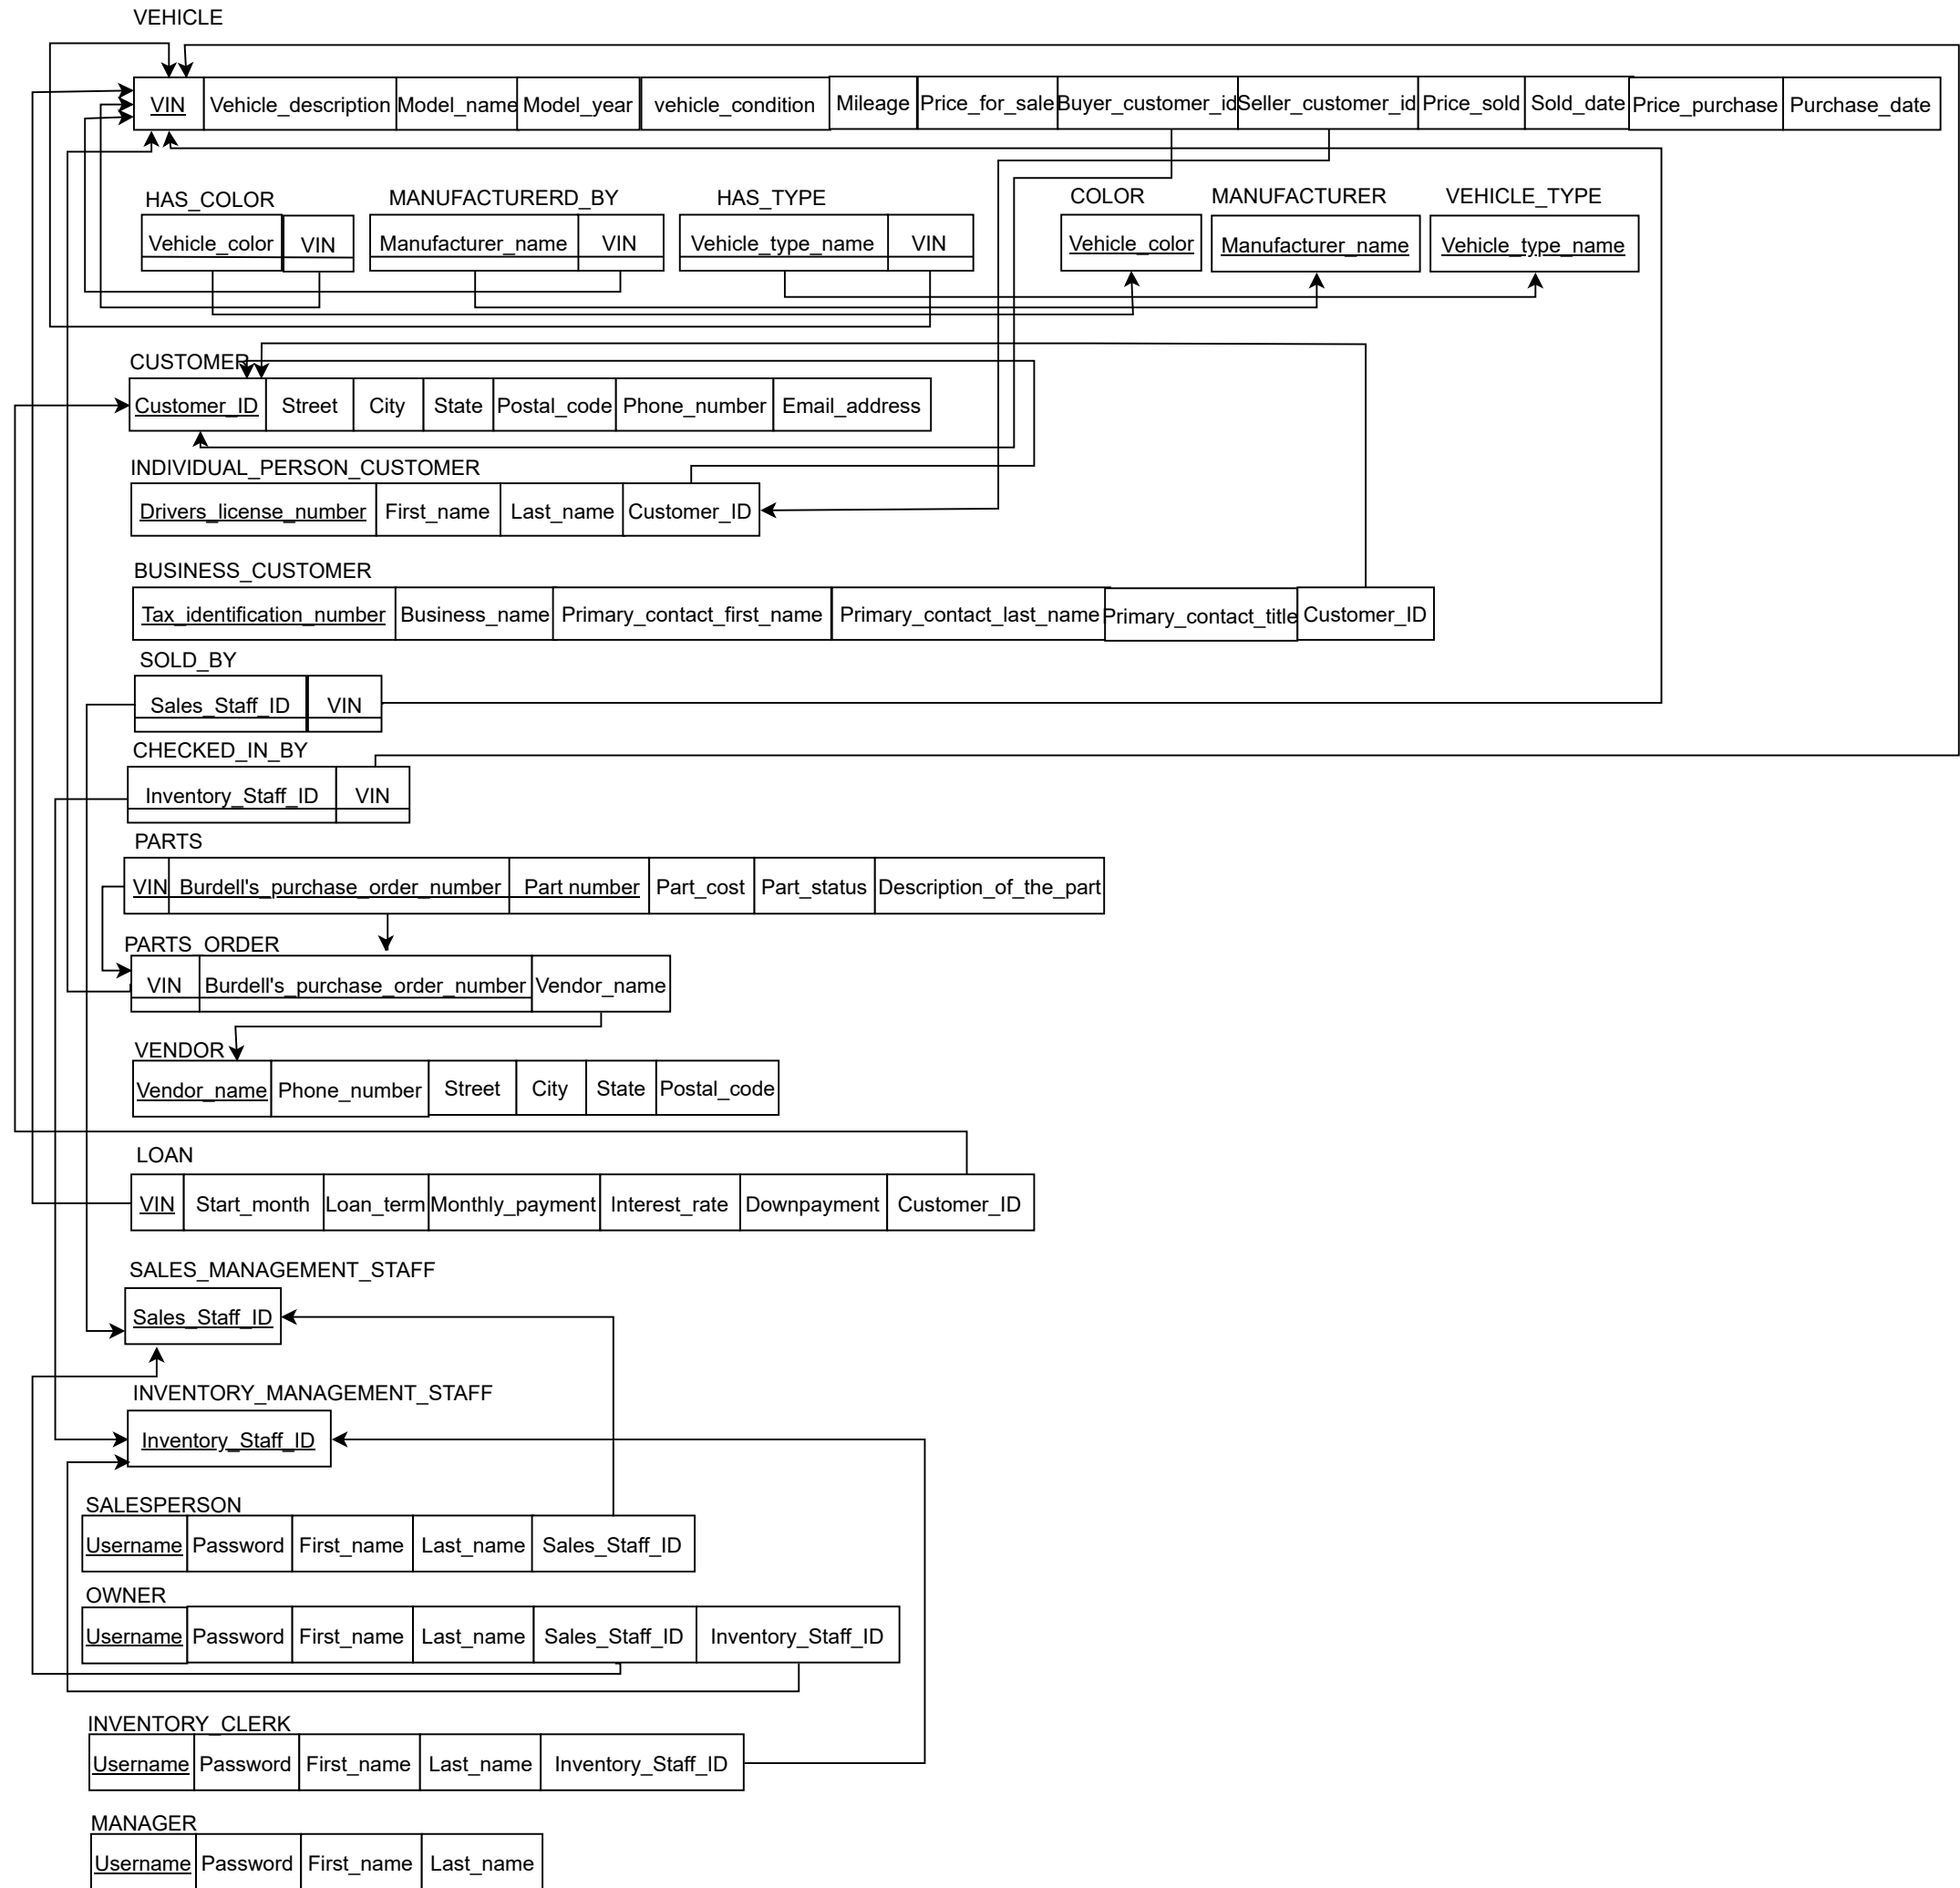 VEHICLE
VIN Vehicle_description Model_name Model_year vehicle_condition Mileage Price_for_sale Buyer_customer_id Seller_customer_id Price_sold Sold_date Price_purchase Purchase_date
HAS_COLOR MANUFACTURERD_BY HAS_TYPE COLOR MANUFACTURER VEHICLE_TYPE
Vehicle_color VIN Manufacturer_name VIN Vehicle_type_name VIN Vehicle_color Manufacturer_name Vehicle_type_name
CUSTOMER
Customer_ID Street City State Postal_code Phone_number Email_address
INDIVIDUAL_PERSON_CUSTOMER
Drivers_license_number First_name Last_name Customer_ID
BUSINESS_CUSTOMER
Tax_identification_number Business_name Primary_contact_first_name Primary_contact_last_name Primary_contact_title Customer_ID
SOLD_BY
Sales_Staff_ID VIN
CHECKED_IN_BY
Inventory_Staff_ID VIN
PARTS
VIN Burdell's_purchase_order_number Part number Part_cost Part_status Description_of_the_part
PARTS_ORDER
VIN Burdell's_purchase_order_number Vendor_name
VENDOR
Vendor_name Phone_number Street City State Postal_code
LOAN
VIN Start_month Loan_term Monthly_payment Interest_rate Downpayment Customer_ID
SALES_MANAGEMENT_STAFF
Sales_Staff_ID
INVENTORY_MANAGEMENT_STAFF
Inventory_Staff_ID
SALESPERSON
Username Password First_name Last_name Sales_Staff_ID
OWNER
Username Password First_name Last_name Sales_Staff_ID Inventory_Staff_ID
INVENTORY_CLERK
Username Password First_name Last_name Inventory_Staff_ID
MANAGER
Username Password First_name Last_name